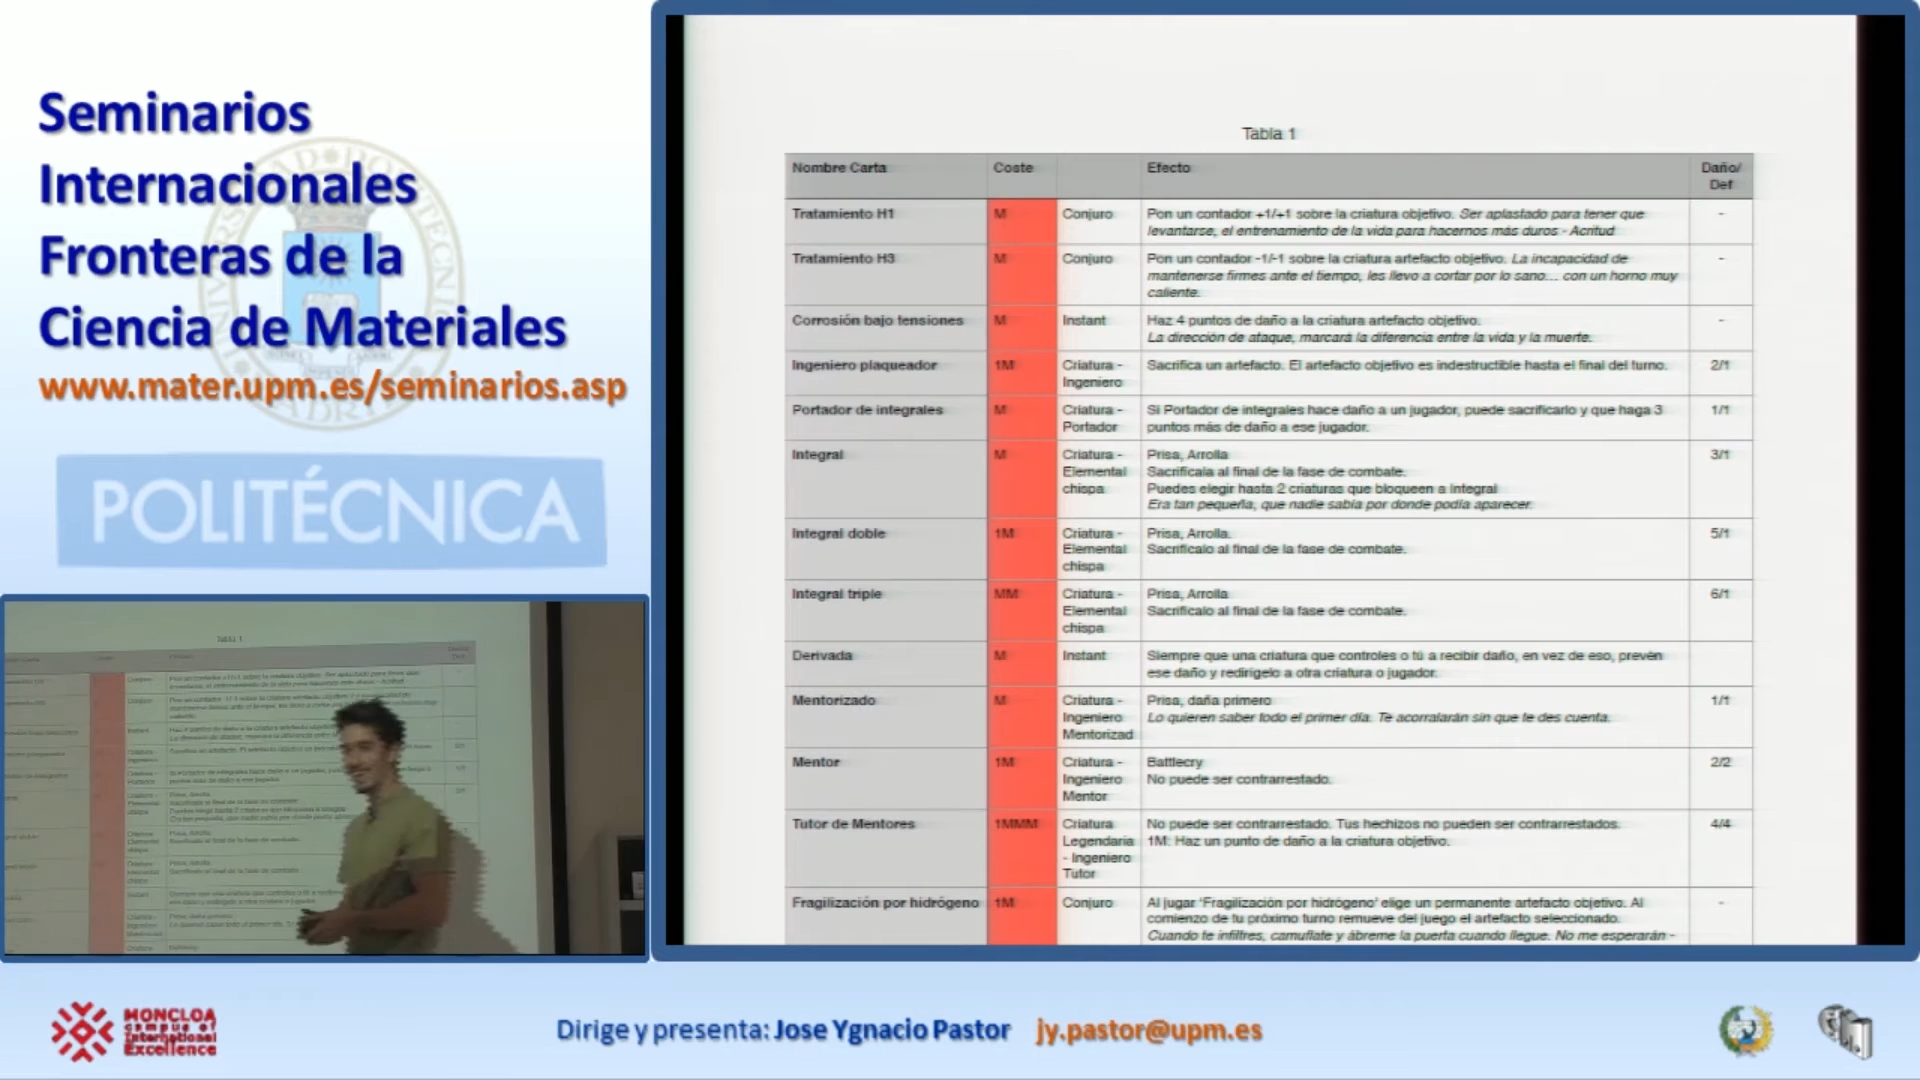 Seminarios
Internacionales
Fronteras de la
Ciencia de Materiales
www.mater.upm.es/seminarios.asp
POLITÉCNICA
Tabla 1
Nombre Carta Coste Efecto Daño/
Def
Tratamiento H1 M Conjuro Pon un contador +1/+1 sobre la criatura objetivo. Ser aplastado para tener que -
levantarse, el entrenamiento de la vida para hacernos más duros - Acritud
Tratamiento H3 M Conjuro Pon un contador -1/-1 sobre la criatura artefacto objetivo. La incapacidad de -
mantenerse firmes ante el tiempo, les llevo a cortar por lo sano... con un horno muy
caliente.
Corrosión bajo tensiones M Instant Haz 4 puntos de daño a la criatura artefacto objetivo. -
La dirección de ataque, marcará la diferencia entre la vida y la muerte.
Ingeniero plaqueador 1M Criatura - Sacrifica un artefacto. El artefacto objetivo es indestructible hasta el final del turno. 2/1
Ingeniero
Portador de integrales M Criatura - Si Portador de integrales hace daño a un jugador, puede sacrificarlo y que haga 3 1/1
Portador puntos más de daño a ese jugador.
Integral M Criatura - Prisa, Arrolla 3/1
Elemental Sacrifícala al final de la fase de combate.
chispa Puedes elegir hasta 2 criaturas que bloqueen a Integral
Era tan pequeña, que nadie sabía por donde podía aparecer.
Integral doble 1M Criatura - Prisa, Arrolla. 5/1
Elemental Sacrifícalo al final de la fase de combate.
chispa
Integral triple MM Criatura - Prisa, Arrolla 6/1
Elemental Sacrifícalo al final de la fase de combate.
chispa
Derivada M Instant Siempre que una criatura que controles o tú a recibir daño, en vez de eso, prevén
ese daño y redirígelo a otra criatura o jugador.
Mentorizado M Criatura - Prisa, daña primero 1/1
Ingeniero Lo quieren saber todo el primer día. Te acorralarán sin que te des cuenta.
Mentorizad
Mentor 1M Criatura - Battlecry 2/2
Ingeniero No puede ser contrarrestado.
Mentor
Tutor de Mentores 1MMM Criatura No puede ser contrarrestado. Tus hechizos no pueden ser contrarrestados. 4/4
Legendaria 1M: Haz un punto de daño a la criatura objetivo.
- Ingeniero
Tutor
Fragilización por hidrógeno 1M Conjuro Al jugar 'Fragilización por hidrógeno' elige un permanente artefacto objetivo. Al -
comienzo de tu próximo turno remueve del juego el artefacto seleccionado.
Cuando te infiltres, camuflate y ábreme la puerta cuando llegue. No me esperarán -
Tabla 1
MONCLOA
campus of
International
Excellence
Dirige y presenta: Jose Ygnacio Pastor jy.pastor@upm.es